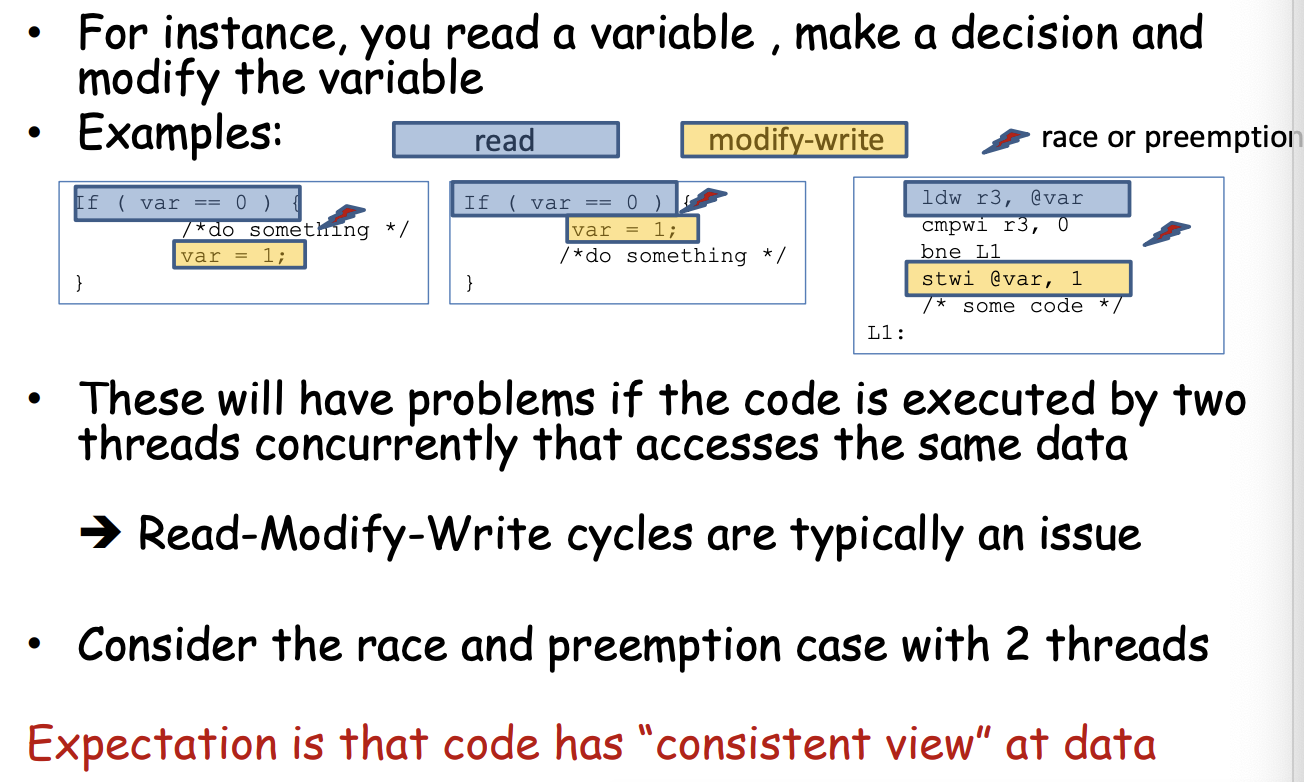 • For instance, you read a variable , make a decision and
modify the variable
• Examples:
read
modify-write
race or preemption
If ( var == 0 ) {
/*do something */
var = 1;
}
If ( var == 0 ) {
var = 1;
/*do something */
}
ldw r3, @var
cmpwi r3, 0
bne L1
stwi @var, 1
/* some code */
L1:
• These will have problems if the code is executed by two
threads concurrently that accesses the same data
➔ Read-Modify-Write cycles are typically an issue
• Consider the race and preemption case with 2 threads
Expectation is that code has “consistent view” at data